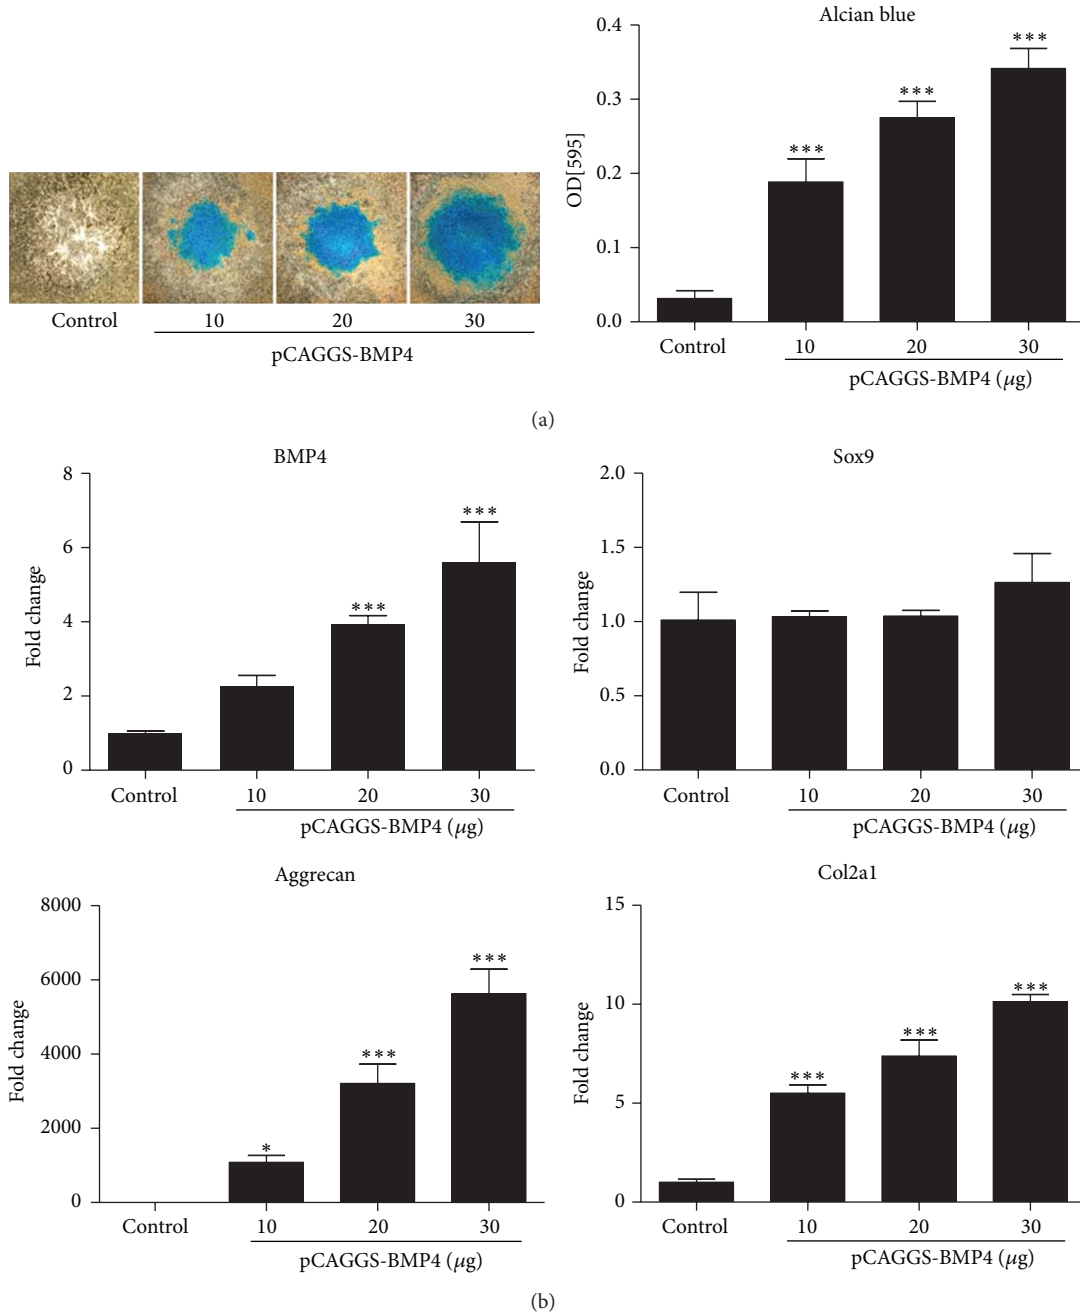 Control 10 20 30
pCAGGS-BMP4
Alcian blue
OD[595]
0.4
0.3
0.2
0.1
0.0
***
***
***
Control 10 20 30
pCAGGS-BMP4 (μg)
(a)
BMP4
Fold change
8
6
4
2
0
***
***
Control 10 20 30
pCAGGS-BMP4 (μg)
Sox9
Fold change
2.0
1.5
1.0
0.5
0.0
Control 10 20 30
pCAGGS-BMP4 (μg)
Aggrecan
Fold change
8000
6000
4000
2000
0
*
***
***
Control 10 20 30
pCAGGS-BMP4 (μg)
Col2a1
Fold change
15
10
5
0
***
***
***
Control 10 20 30
pCAGGS-BMP4 (μg)
(b)